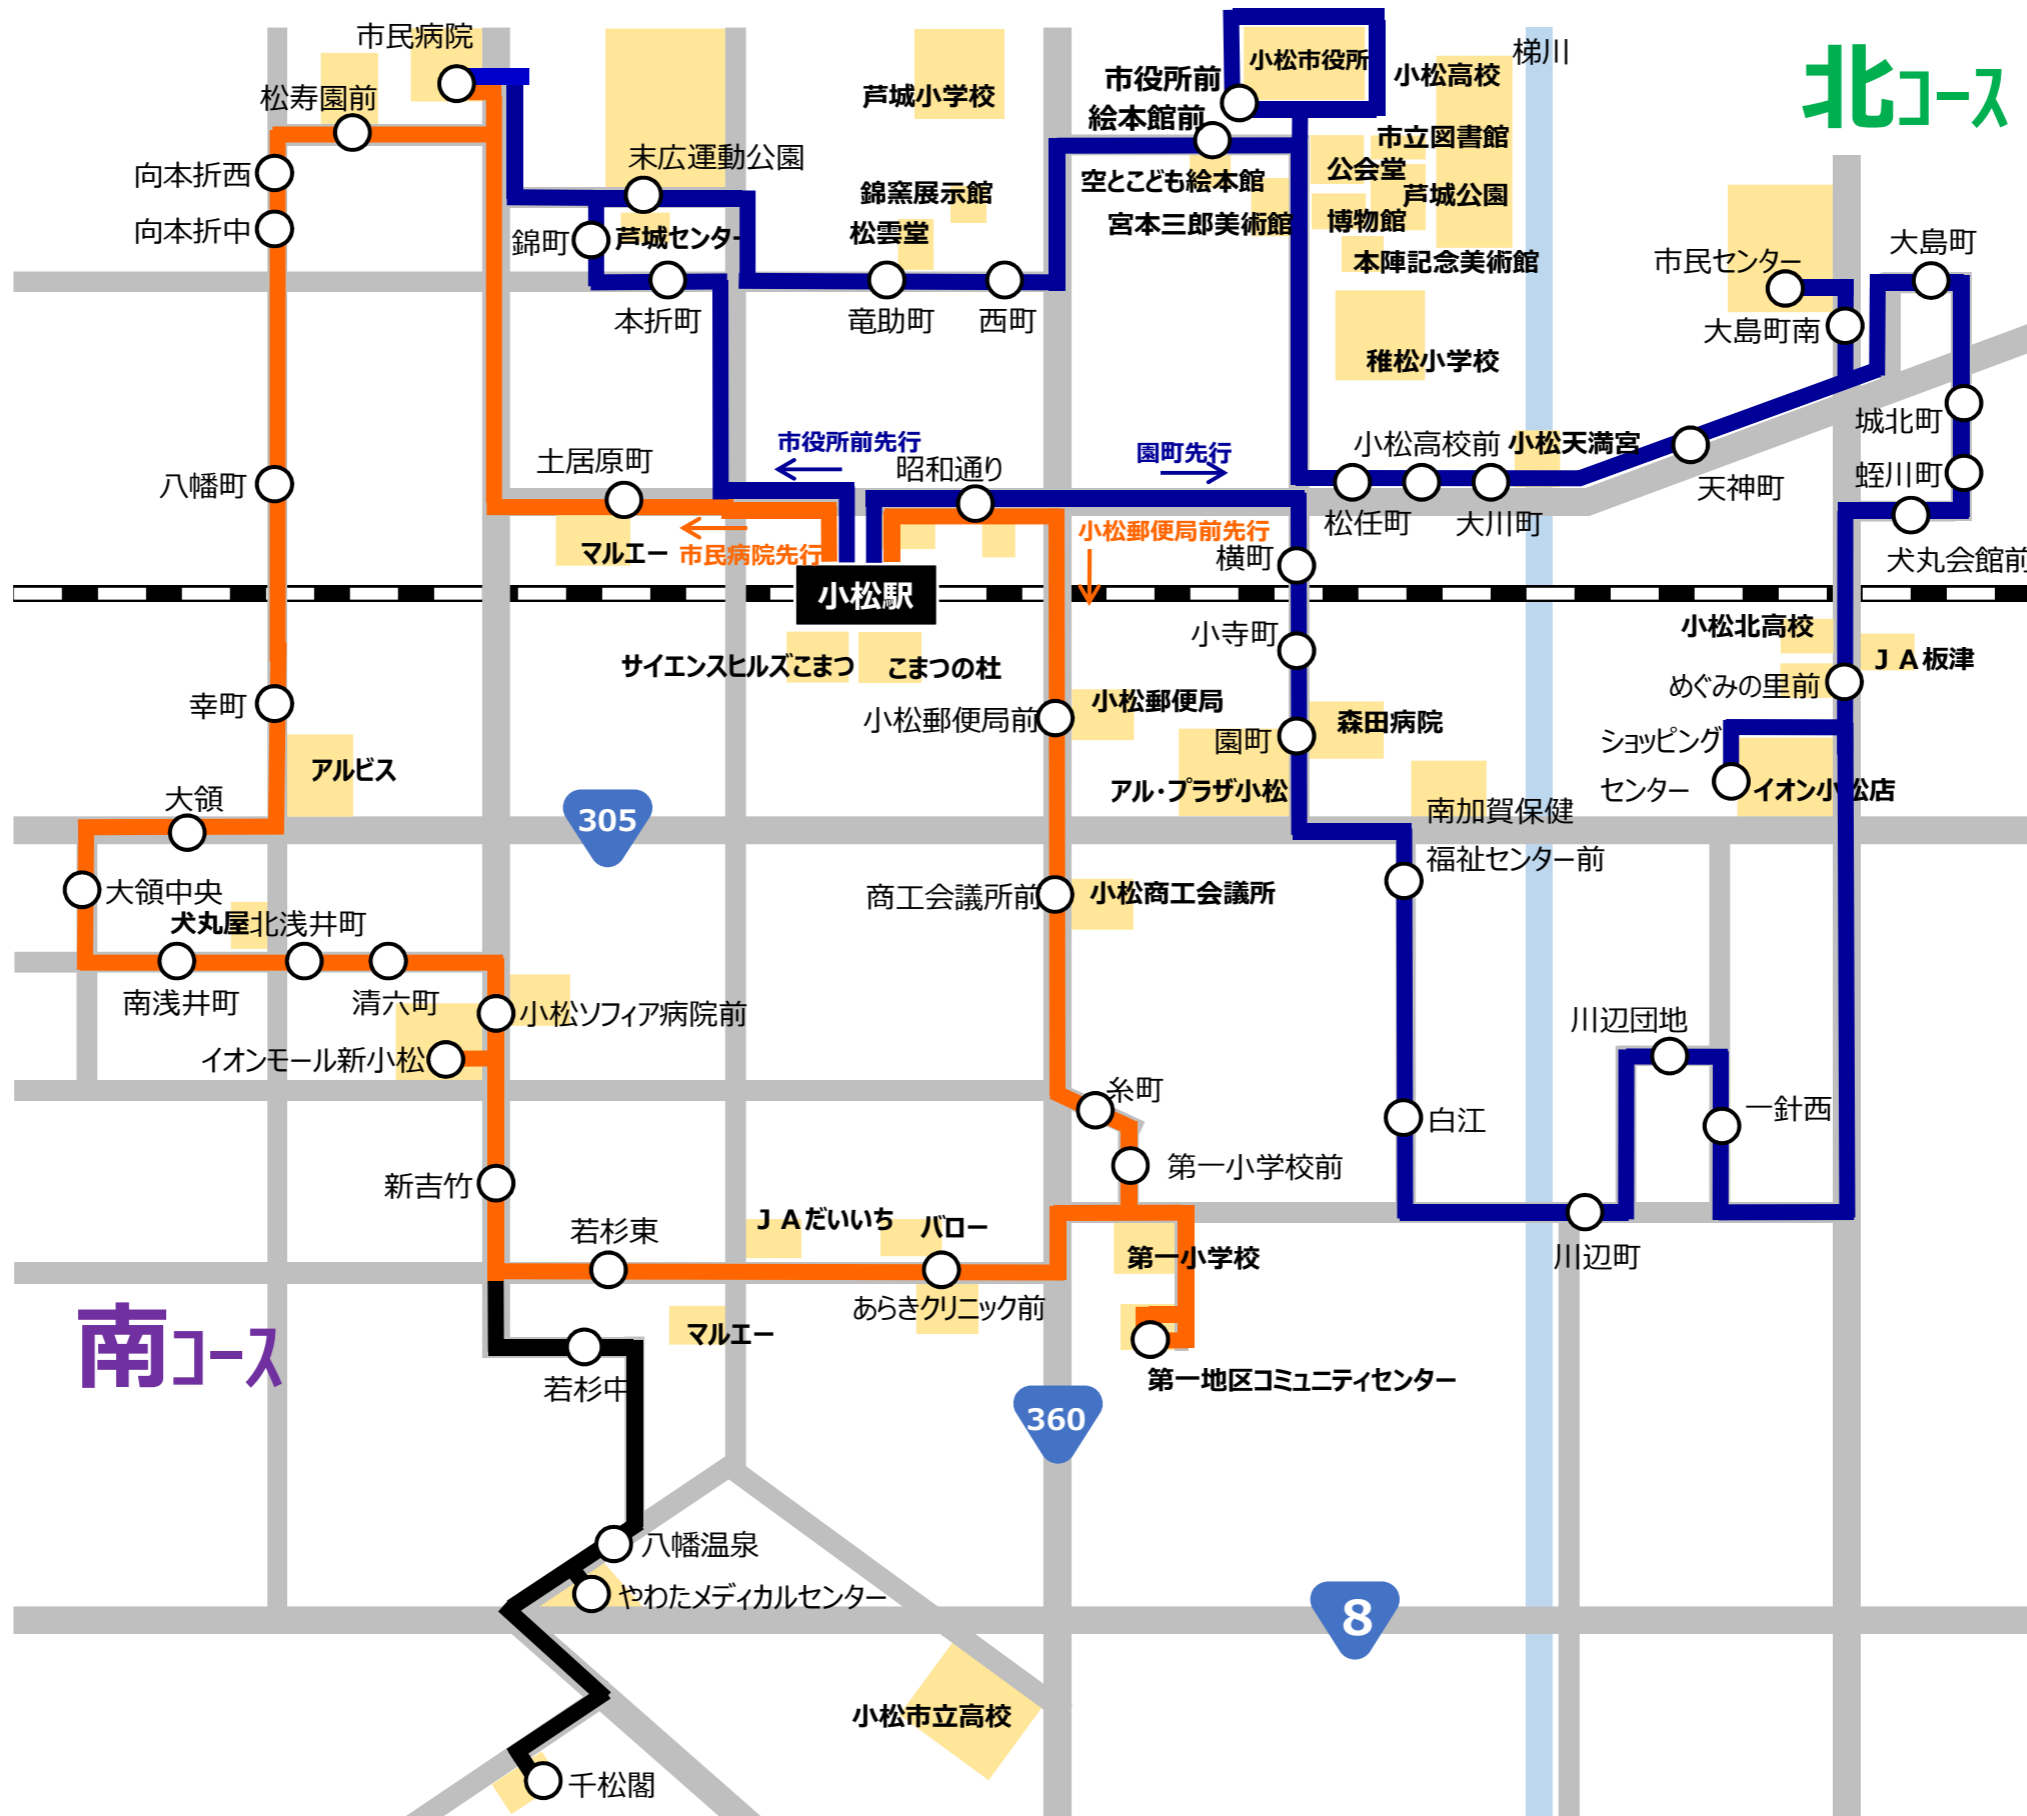 市民病院
松寿園前
向本折西
向本折中
末広運動公園
錦町
芦城センター
本折町
芦城小学校
錦窯展示館
松雲堂
竜助町
西町
市役所前
絵本館前
小松市役所
小松高校
梯川
北コース
市立図書館
公会堂
空とこども絵本館
芦城公園
宮本三郎美術館
博物館
本陣記念美術館
稚松小学校
市民センター
大島町
大島町南
城北町
蛭川町
犬丸会館前
八幡町
土居原町
市役所前先行
昭和通り
園町先行
小松高校前
小松天満宮
天神町
松任町
大川町
マルエー
市民病院先行
小松郵便局前先行
横町
小松駅
サイエンスヒルズこまつ
こまつの杜
小寺町
小松北高校
ＪＡ板津
めぐみの里前
幸町
小松郵便局前
小松郵便局
園町
森田病院
ショッピング
センター
イオン小松店
アルビス
アル・プラザ小松
大領
305
南加賀保健
福祉センター前
大領中央
商工会議所前
小松商工会議所
犬丸屋
北浅井町
南浅井町
清六町
小松ソフィア病院前
イオンモール新小松
川辺団地
糸町
一針西
白江
第一小学校前
新吉竹
若杉東
ＪＡだいいち
バロー
第一小学校
川辺町
あらきクリニック前
南コース
マルエー
若杉中
第一地区コミュニティセンター
360
八幡温泉
やわたメディカルセンター
8
小松市立高校
千松閣